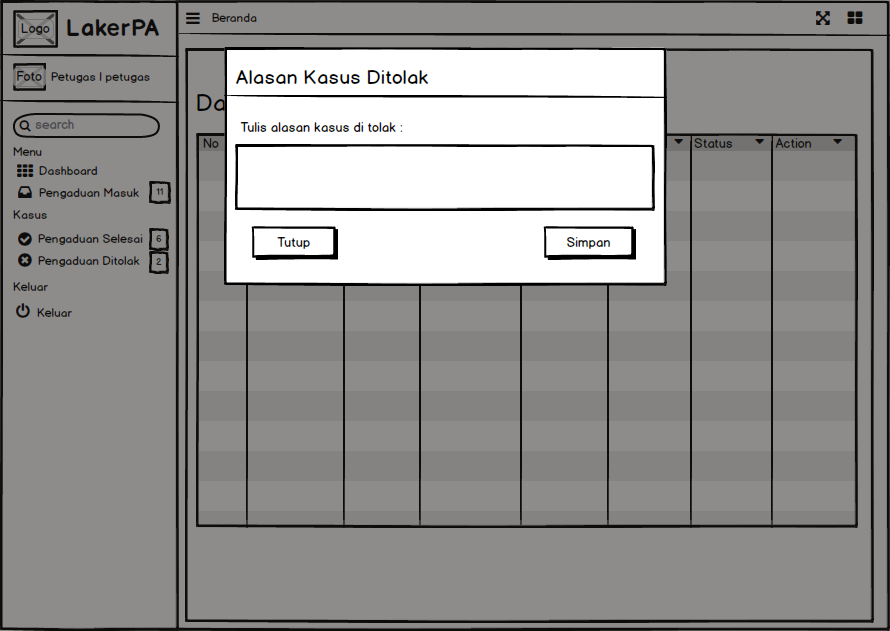 Logo LakerPA
Beranda
Foto Petugas | petugas
search
Menu
Dashboard
Pengaduan Masuk 11
Kasus
Pengaduan Selesai 6
Pengaduan Ditolak 2
Keluar
Keluar
Da
No
Status
Action
Alasan Kasus Ditolak
Tulis alasan kasus di tolak :
Tutup
Simpan